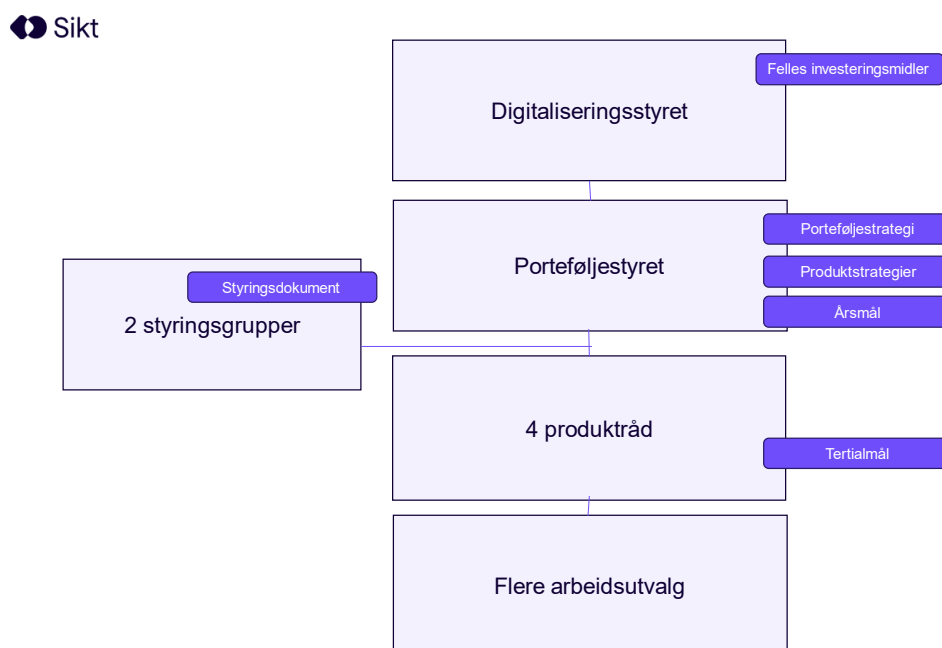 Sikt
Felles investeringsmidler
Digitaliseringsstyret
Porteføljestrategi
Porteføljestyret
Produktstrategier
Styringsdokument
Årsmål
2 styringsgrupper
4 produktråd
Tertialmål
Flere arbeidsutvalg